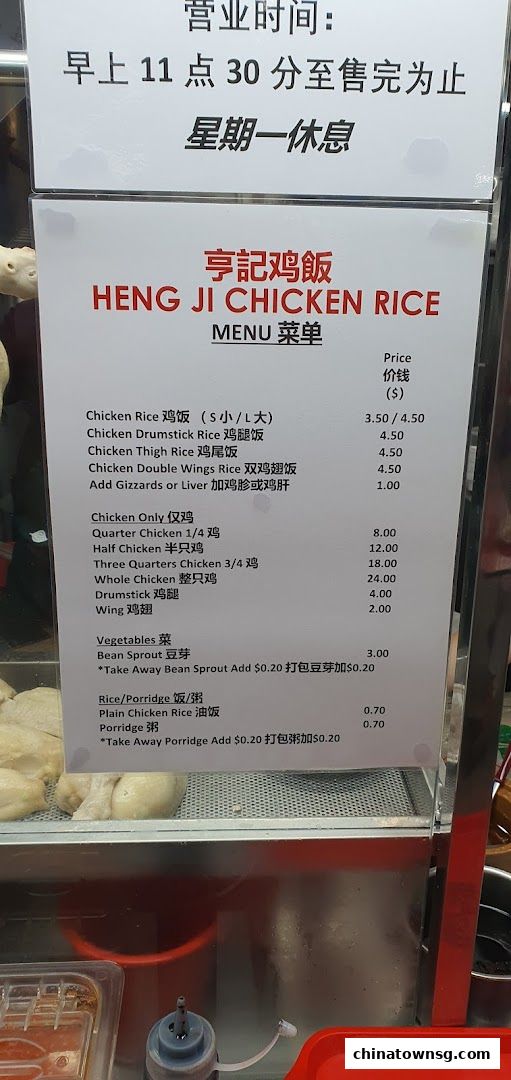 营业时间:
早上 11 点 30 分至售完为止
星期一休息
亨記鸡飯
HENG JI CHICKEN RICE
MENU 菜单
Price
价钱
($)
Chicken Rice 鸡饭 ( S 小 / L 大) 3.50 / 4.50
Chicken Drumstick Rice 鸡腿饭 4.50
Chicken Thigh Rice 鸡尾饭 4.50
Chicken Double Wings Rice 双鸡翅饭 4.50
Add Gizzards or Liver 加鸡胗或鸡肝 1.00
Chicken Only 仅鸡
Quarter Chicken 1/4 鸡 8.00
Half Chicken 半只鸡 12.00
Three Quarters Chicken 3/4 鸡 18.00
Whole Chicken 整只鸡 24.00
Drumstick 鸡腿 4.00
Wing 鸡翅 2.00
Vegetables 菜
Bean Sprout 豆芽 3.00
*Take Away Bean Sprout Add $0.20 打包豆芽加$0.20
Rice/Porridge 饭/粥
Plain Chicken Rice 油饭 0.70
Porridge 粥 0.70
*Take Away Porridge Add $0.20 打包粥加$0.20
chinatownsg.com